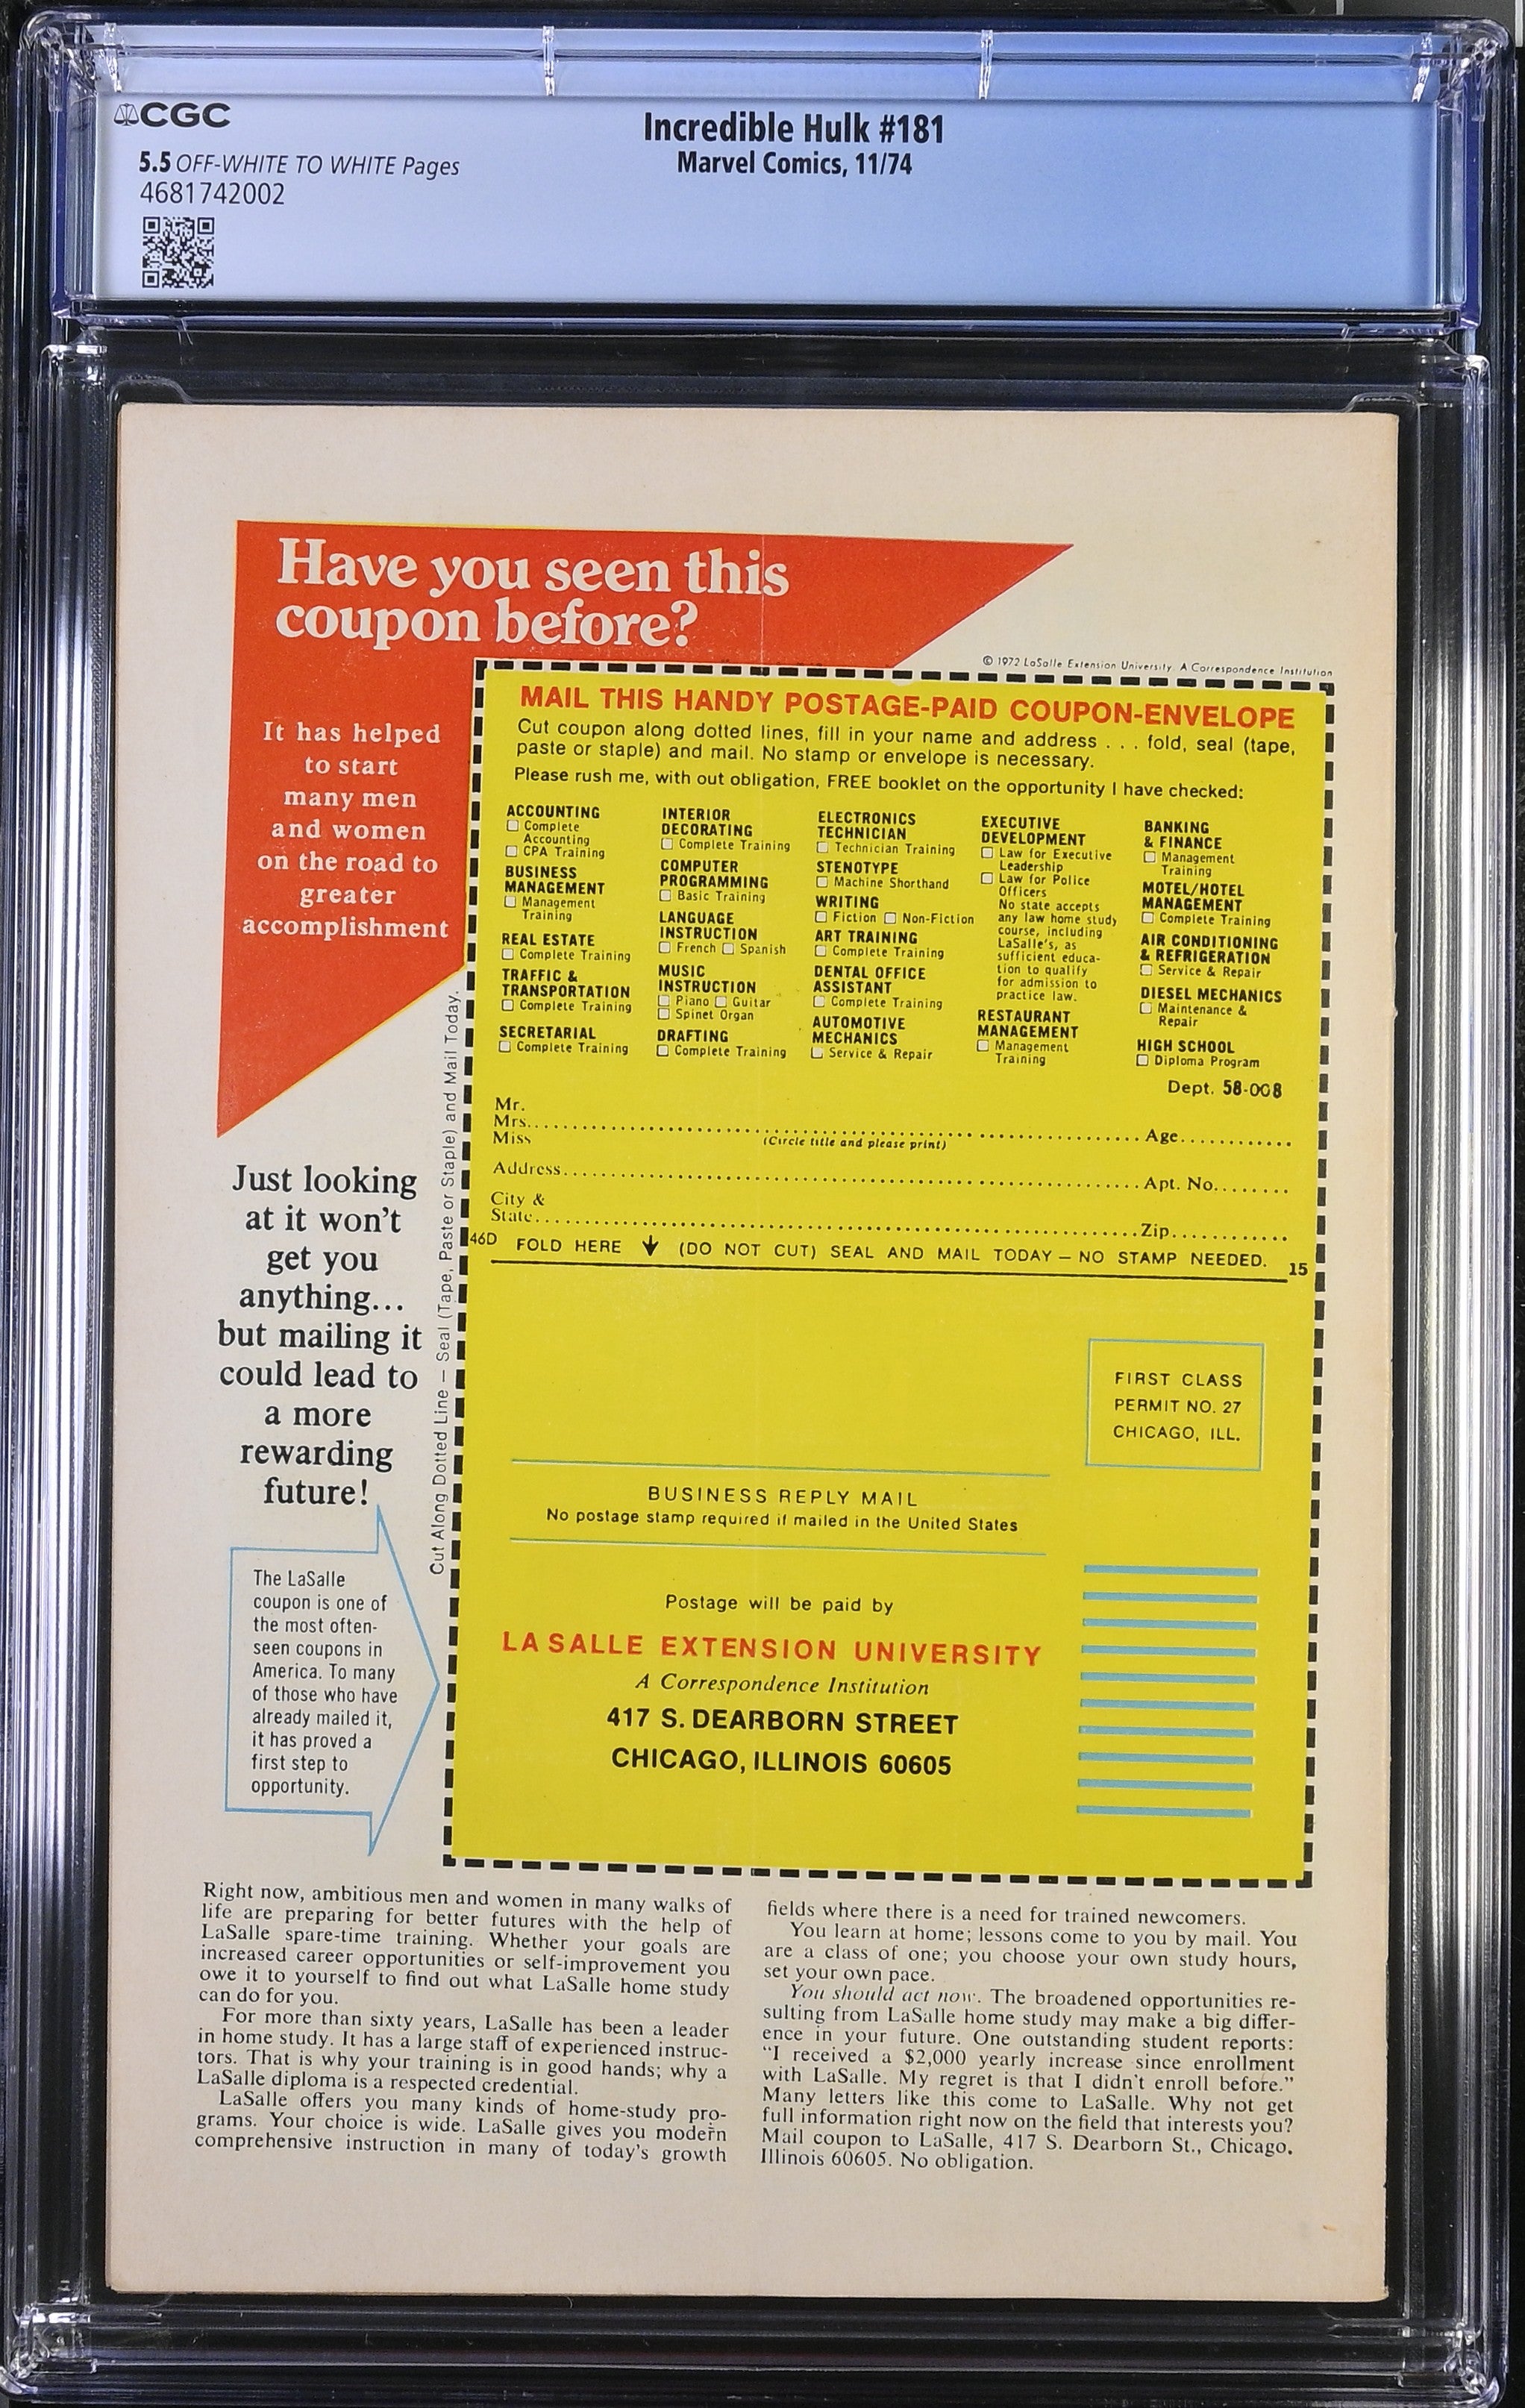 CGC
Incredible Hulk #181
Marvel Comics, 11/74
5.5 OFF-WHITE TO WHITE Pages
4681742002
Have you seen this
coupon before?
It has helped
to start
many men
and women
on the road to
greater
accomplishment
Just looking
at it won't
get you
anything...
but mailing it
could lead to
a more
rewarding
future!
The LaSalle
coupon is one of
the most often-
seen coupons in
America. To many
of those who have
already mailed it,
it has proved a
first step to
opportunity.
Cut Along Dotted Line – Seal (Tape, Paste or Staple) and Mail Today.
© 1972 LaSalle Extension University A Correspondence Institution
MAIL THIS HANDY POSTAGE-PAID COUPON-ENVELOPE
Cut coupon along dotted lines, fill in your name and address . . . fold, seal (tape,
paste or staple) and mail. No stamp or envelope is necessary.
Please rush me, with out obligation, FREE booklet on the opportunity I have checked:
ACCOUNTING
Complete
Accounting
CPA Training
BUSINESS
MANAGEMENT
Management
Training
REAL ESTATE
Complete Training
TRAFFIC &
TRANSPORTATION
Complete Training
SECRETARIAL
Complete Training
INTERIOR
DECORATING
Complete Training
COMPUTER
PROGRAMMING
Basic Training
LANGUAGE
INSTRUCTION
French Spanish
MUSIC
INSTRUCTION
Piano Guitar
Spinet Organ
DRAFTING
Complete Training
ELECTRONICS
TECHNICIAN
Technician Training
STENOTYPE
Machine Shorthand
WRITING
Fiction Non-Fiction
ART TRAINING
Complete Training
DENTAL OFFICE
ASSISTANT
Complete Training
AUTOMOTIVE
MECHANICS
Service & Repair
EXECUTIVE
DEVELOPMENT
Law for Executive
Leadership
Law for Police
Officers
No state accepts
any law home study
course, including
LaSalle's, as
sufficient educa-
tion to qualify
for admission to
practice law.
RESTAURANT
MANAGEMENT
Management
Training
BANKING
& FINANCE
Management
Training
MOTEL/HOTEL
MANAGEMENT
Complete Training
AIR CONDITIONING
& REFRIGERATION
Service & Repair
DIESEL MECHANICS
Maintenance &
Repair
HIGH SCHOOL
Diploma Program
Dept. 58-008
Mr.
Mrs. Age
Miss (Circle title and please print)
Address Apt. No.
City &
State Zip
46D FOLD HERE (DO NOT CUT) SEAL AND MAIL TODAY – NO STAMP NEEDED. 15
FIRST CLASS
PERMIT NO. 27
CHICAGO, ILL.
BUSINESS REPLY MAIL
No postage stamp required if mailed in the United States
Postage will be paid by
LA SALLE EXTENSION UNIVERSITY
A Correspondence Institution
417 S. DEARBORN STREET
CHICAGO, ILLINOIS 60605
Right now, ambitious men and women in many walks of
life are preparing for better futures with the help of
LaSalle spare-time training. Whether your goals are
increased career opportunities or self-improvement you
owe it to yourself to find out what LaSalle home study
can do for you.
For more than sixty years, LaSalle has been a leader
in home study. It has a large staff of experienced instruc-
tors. That is why your training is in good hands; why a
LaSalle diploma is a respected credential.
LaSalle offers you many kinds of home-study pro-
grams. Your choice is wide. LaSalle gives you modern
comprehensive instruction in many of today's growth
fields where there is a need for trained newcomers.
You learn at home; lessons come to you by mail. You
are a class of one; you choose your own study hours,
set your own pace.
You should act now. The broadened opportunities re-
sulting from LaSalle home study may make a big differ-
ence in your future. One outstanding student reports:
"I received a $2,000 yearly increase since enrollment
with LaSalle. My regret is that I didn't enroll before."
Many letters like this come to LaSalle. Why not get
full information right now on the field that interests you?
Mail coupon to LaSalle, 417 S. Dearborn St., Chicago,
Illinois 60605. No obligation.